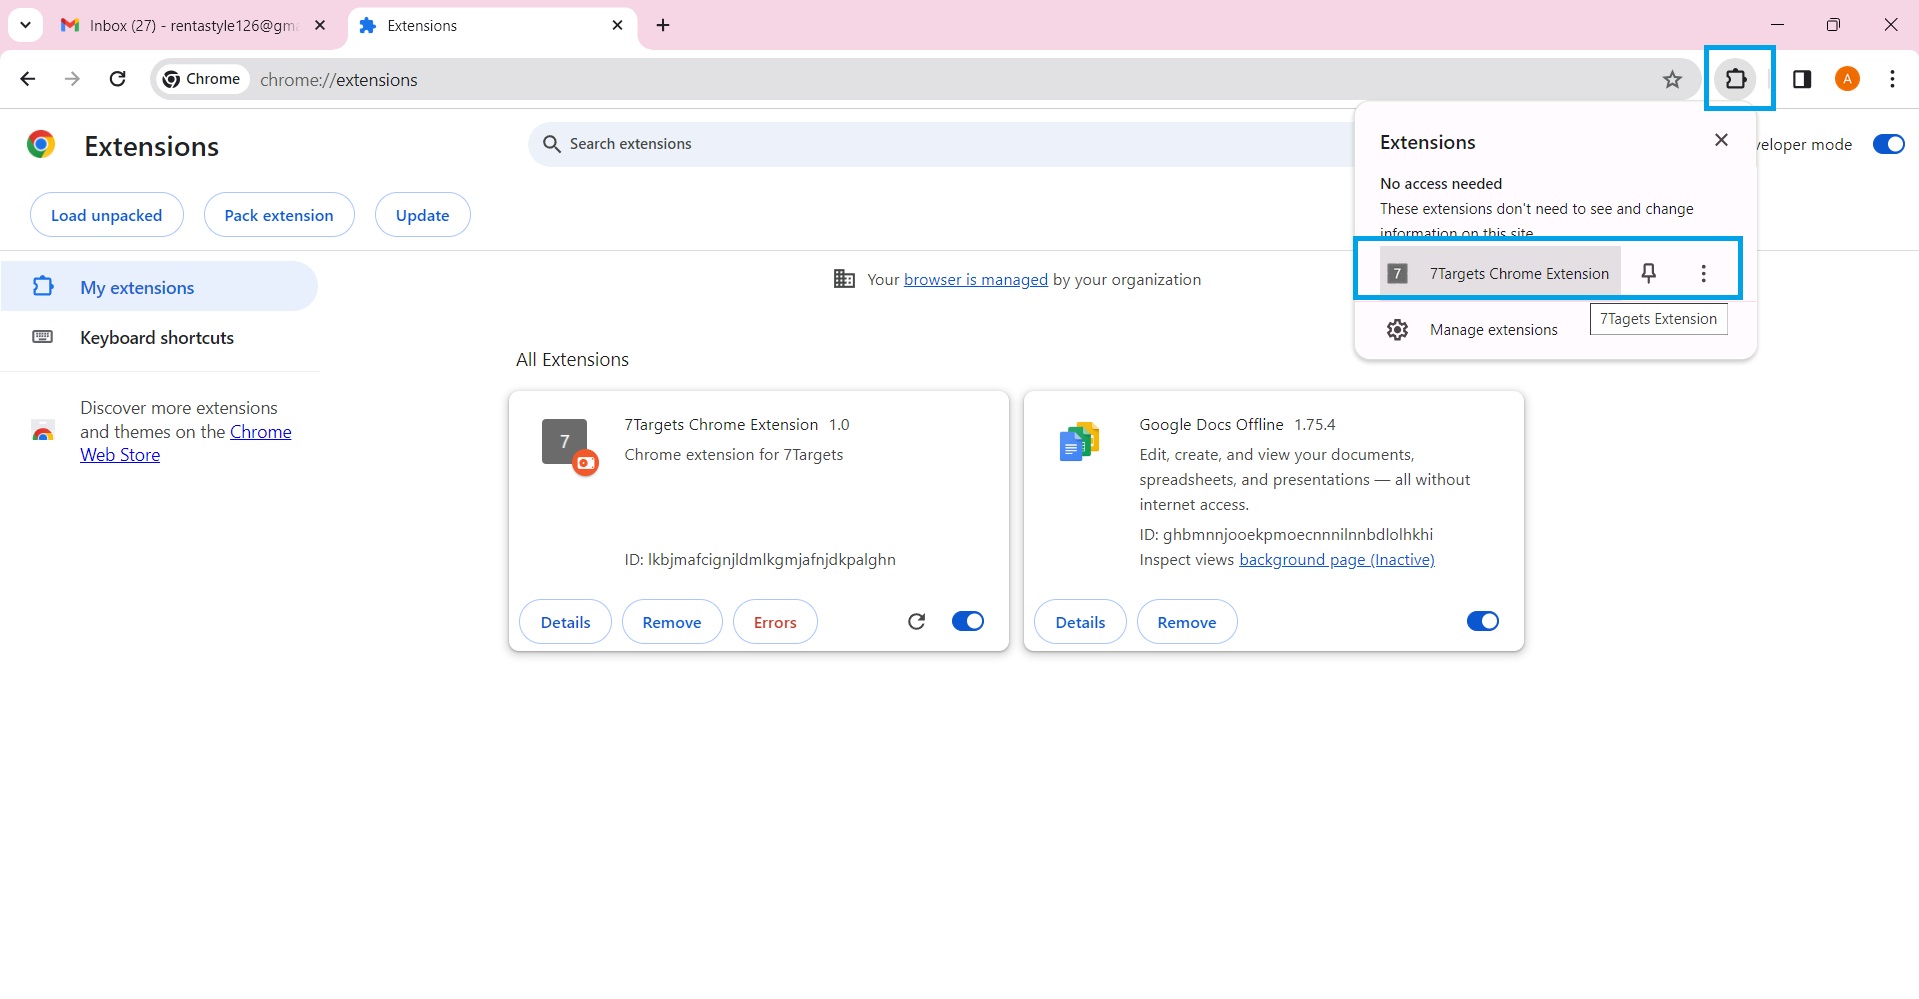 Inbox (27) - rentastyle126@gm
Extensions
Chrome
chrome://extensions
A
Extensions
Search extensions
veloper mode
Load unpacked
Pack extension
Update
Extensions
No access needed
These extensions don't need to see and change
information on this site
7
7Targets Chrome Extension
7Tagets Extension
Manage extensions
My extensions
Keyboard shortcuts
Discover more extensions
and themes on the Chrome
Web Store
Your browser is managed by your organization
All Extensions
7
7Targets Chrome Extension 1.0
Chrome extension for 7Targets
ID: lkbjmafcignjldmlkgmjafnjdkpalghn
Details
Remove
Errors
Google Docs Offline 1.75.4
Edit, create, and view your documents,
spreadsheets, and presentations — all without
internet access.
ID: ghbmnnjooekpmoecnnnilnnbdlolhkhi
Inspect views background page (Inactive)
Details
Remove